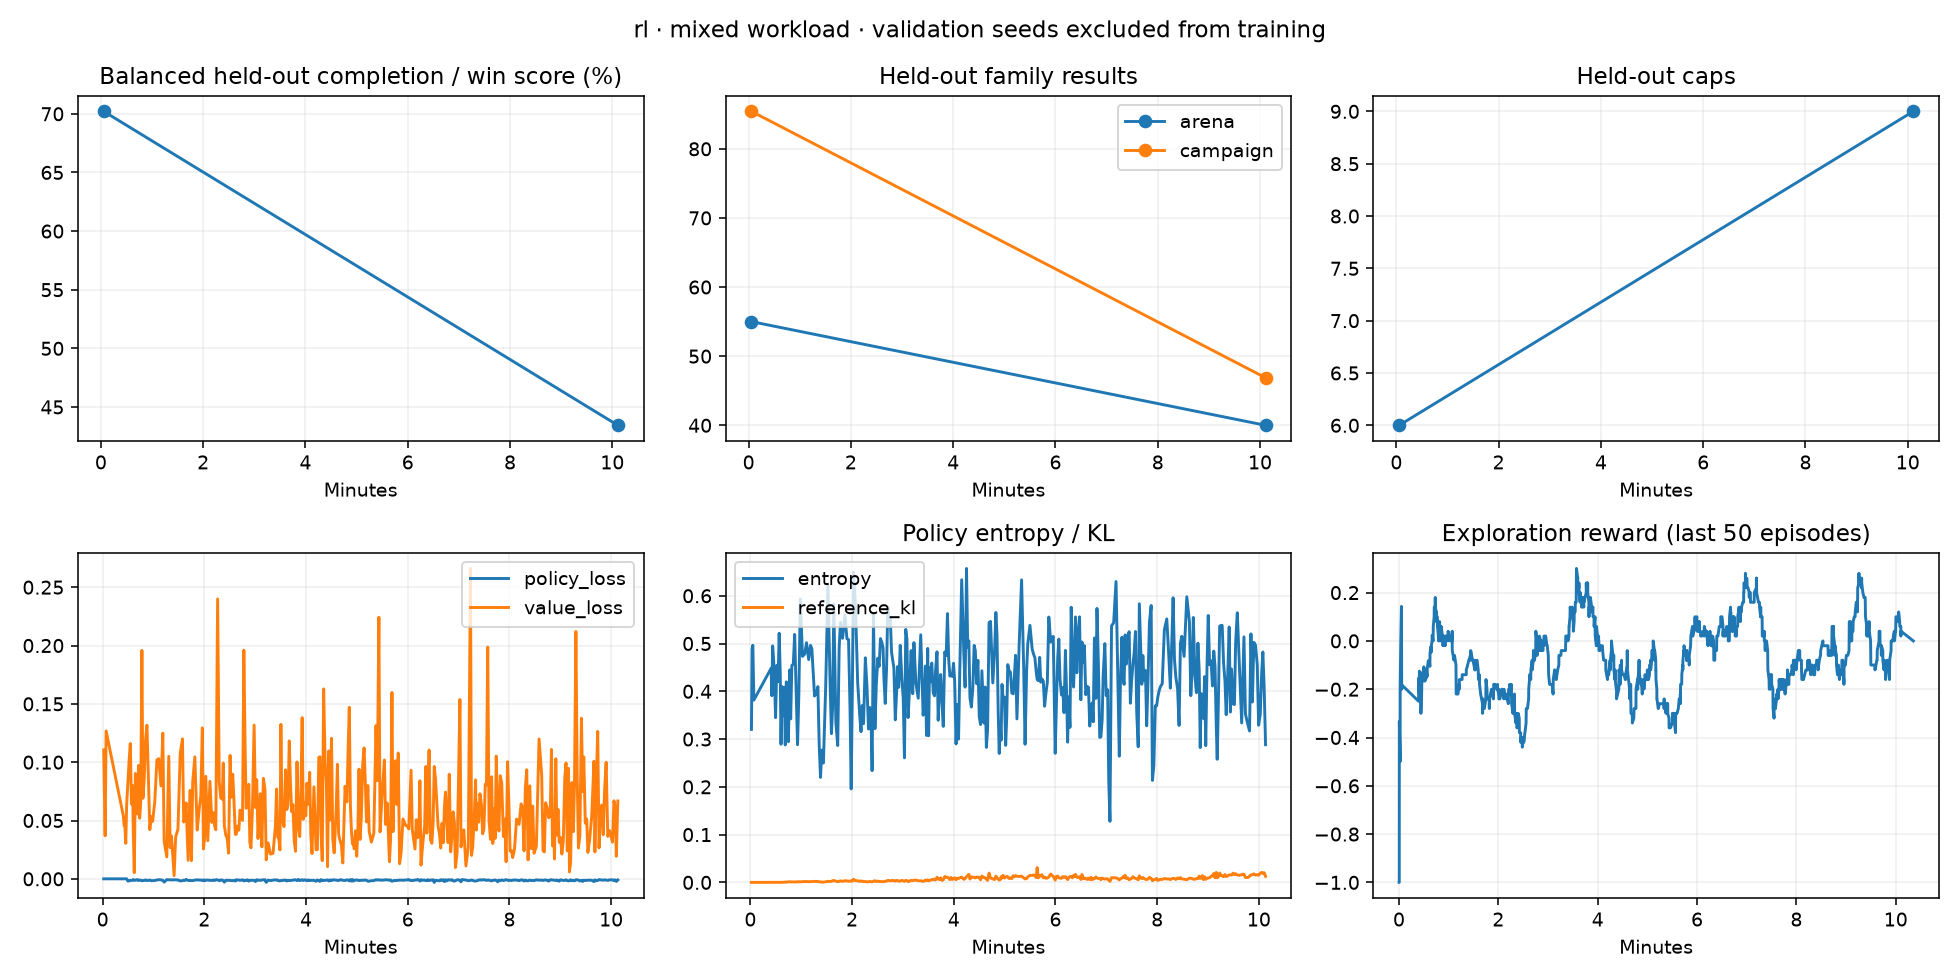 rl · mixed workload · validation seeds excluded from training
Balanced held-out completion / win score (%)
70
65
60
55
50
45
0 2 4 6 8 10
Minutes
Held-out family results
arena
campaign
80
70
60
50
40
0 2 4 6 8 10
Minutes
Held-out caps
9.0
8.5
8.0
7.5
7.0
6.5
6.0
0 2 4 6 8 10
Minutes
policy_loss
value_loss
0.25
0.20
0.15
0.10
0.05
0.00
0 2 4 6 8 10
Minutes
Policy entropy / KL
entropy
reference_kl
0.6
0.5
0.4
0.3
0.2
0.1
0.0
0 2 4 6 8 10
Minutes
Exploration reward (last 50 episodes)
0.2
0.0
−0.2
−0.4
−0.6
−0.8
−1.0
0 2 4 6 8 10
Minutes